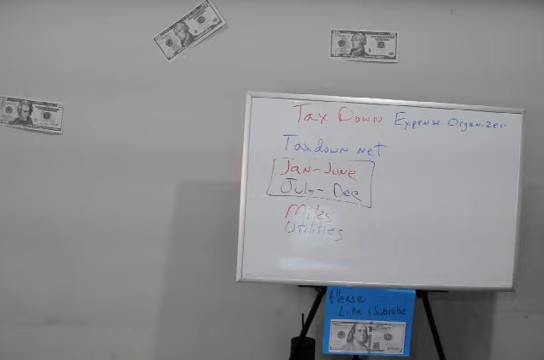 Tax Down Expense Organizer
Taxdown net
Jan-June
July-Dec
Miles
Utilities
Please
Like & Subscribe